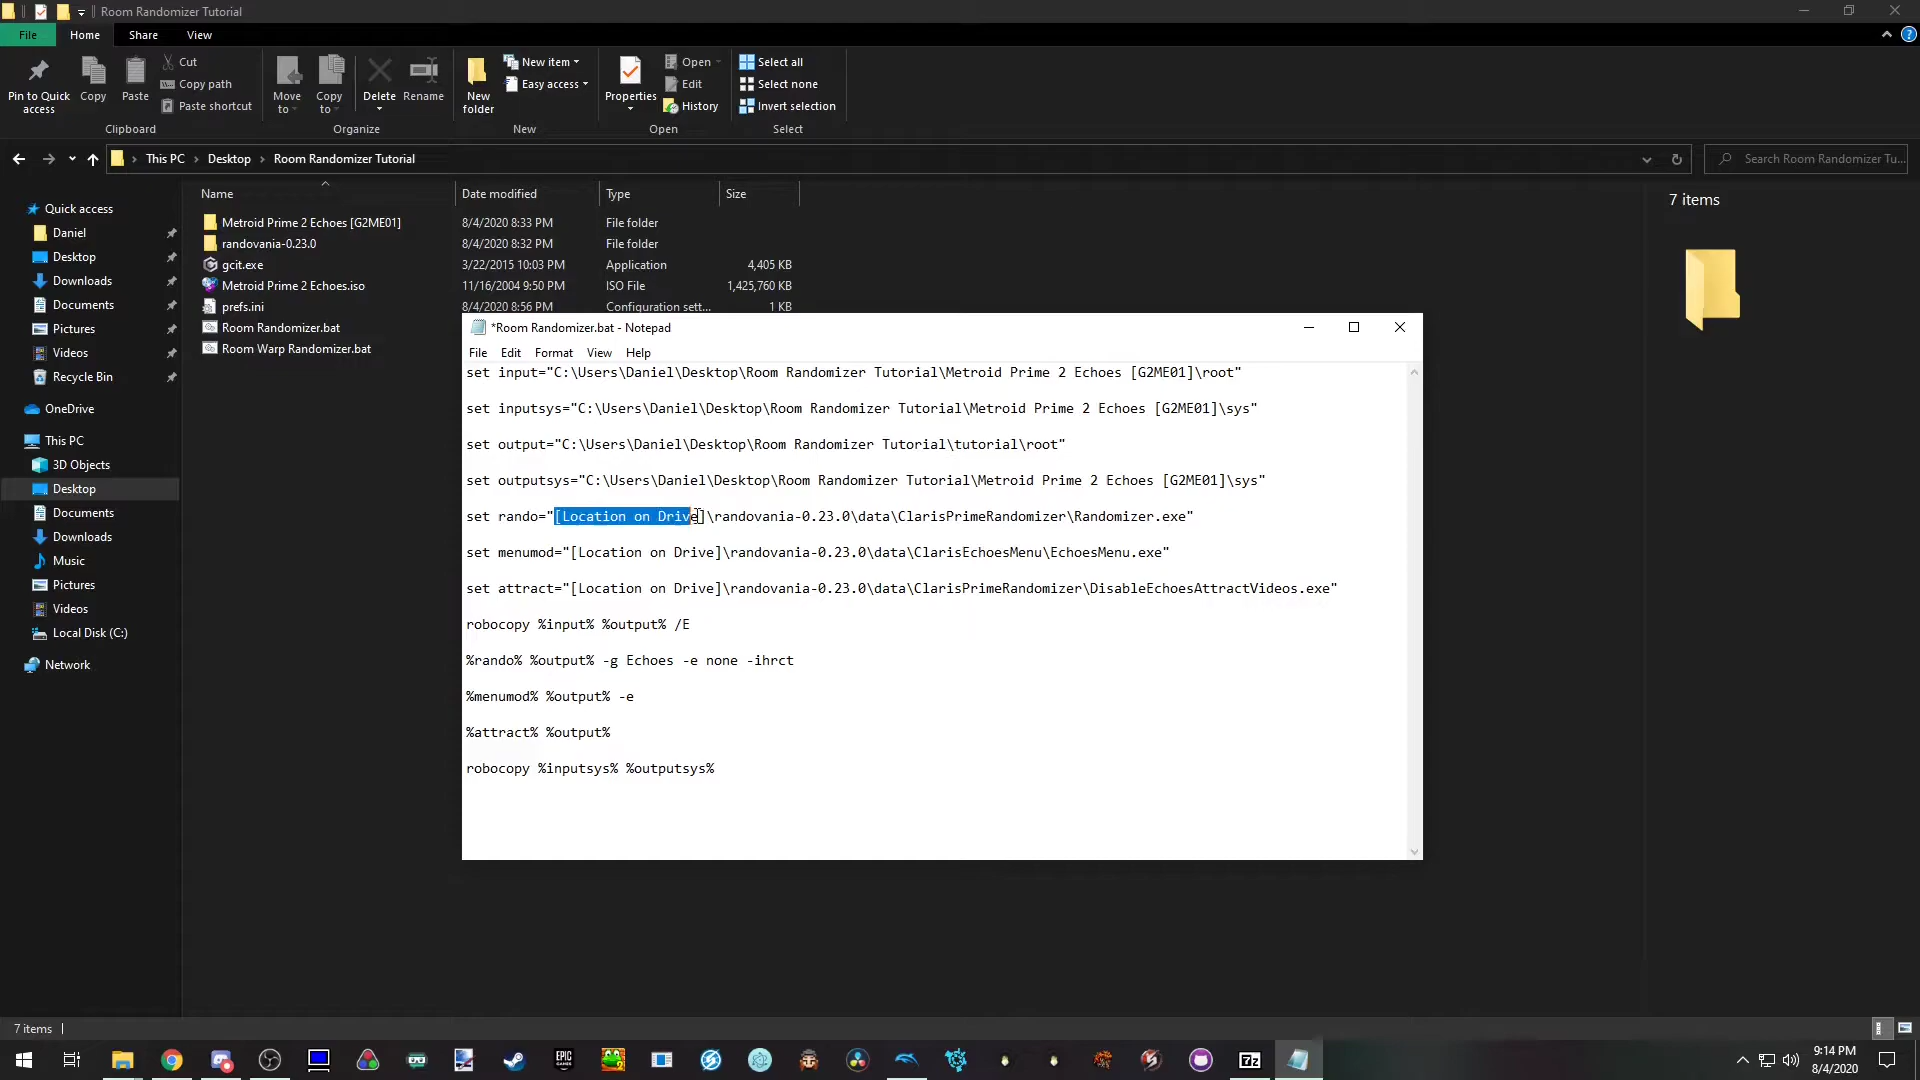 Room Randomizer Tutorial
File Home Share View
Pin to Quick access
Copy
Paste
Cut
Copy path
Paste shortcut
Clipboard
Move to
Copy to
Delete
Rename
Organize
New folder
New item
Easy access
New
Properties
Open
Edit
History
Open
Select all
Select none
Invert selection
Select
This PC > Desktop > Room Randomizer Tutorial
Search Room Randomizer Tu...
Name Date modified Type Size
Metroid Prime 2 Echoes [G2ME01] 8/4/2020 8:33 PM File folder
randovania-0.23.0 8/4/2020 8:32 PM File folder
gcit.exe 3/22/2015 10:03 PM Application 4,405 KB
Metroid Prime 2 Echoes.iso 11/16/2004 9:50 PM ISO File 1,425,760 KB
prefs.ini 8/4/2020 8:56 PM Configuration sett... 1 KB
Room Randomizer.bat
Room Warp Randomizer.bat
7 items
Quick access
Daniel
Desktop
Downloads
Documents
Pictures
Videos
Recycle Bin
OneDrive
This PC
3D Objects
Desktop
Documents
Downloads
Music
Pictures
Videos
Local Disk (C:)
Network
*Room Randomizer.bat - Notepad
File Edit Format View Help
set input="C:\Users\Daniel\Desktop\Room Randomizer Tutorial\Metroid Prime 2 Echoes [G2ME01]\root"
set inputsys="C:\Users\Daniel\Desktop\Room Randomizer Tutorial\Metroid Prime 2 Echoes [G2ME01]\sys"
set output="C:\Users\Daniel\Desktop\Room Randomizer Tutorial\tutorial\root"
set outputsys="C:\Users\Daniel\Desktop\Room Randomizer Tutorial\Metroid Prime 2 Echoes [G2ME01]\sys"
set rando="[Location on Drive]\randovania-0.23.0\data\ClarisPrimeRandomizer\Randomizer.exe"
set menumod="[Location on Drive]\randovania-0.23.0\data\ClarisEchoesMenu\EchoesMenu.exe"
set attract="[Location on Drive]\randovania-0.23.0\data\ClarisPrimeRandomizer\DisableEchoesAttractVideos.exe"
robocopy %input% %output% /E
%rando% %output% -g Echoes -e none -ihrct
%menumod% %output% -e
%attract% %output%
robocopy %inputsys% %outputsys%
7 items
EPIC GAMES
7z
9:14 PM
8/4/2020